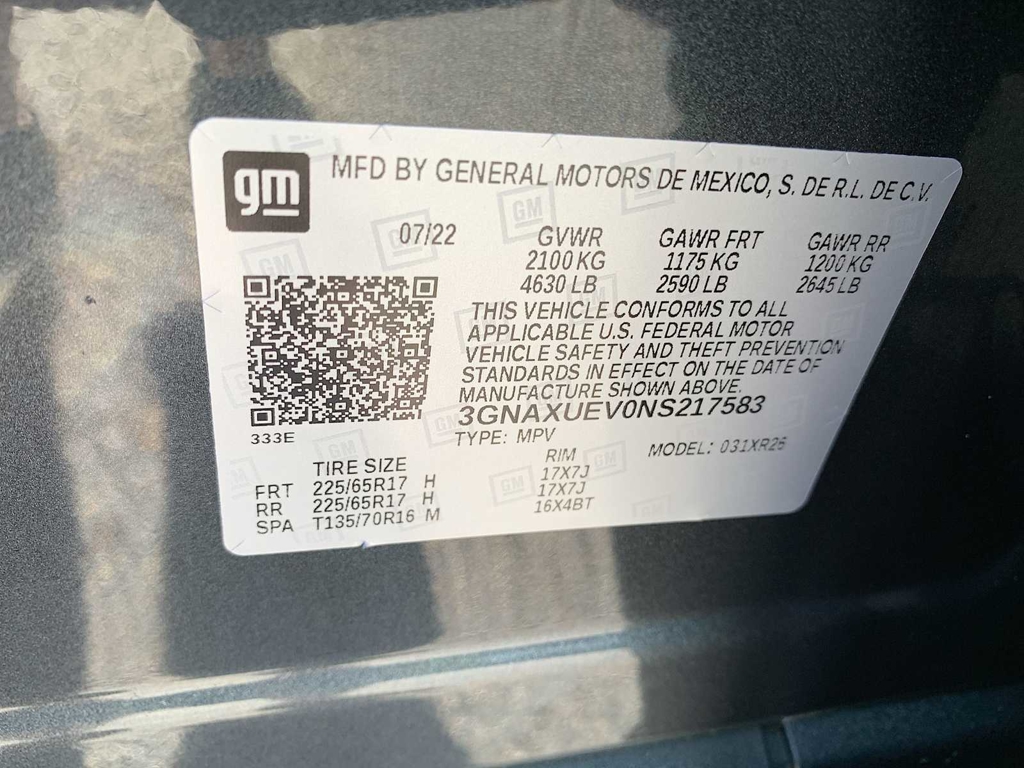 gm
MFD BY GENERAL MOTORS DE MEXICO, S. DE R.L. DE C.V.
07/22 GVWR GAWR FRT GAWR RR
2100 KG 1175 KG 1200 KG
4630 LB 2590 LB 2645 LB
THIS VEHICLE CONFORMS TO ALL
APPLICABLE U.S. FEDERAL MOTOR
VEHICLE SAFETY AND THEFT PREVENTION
STANDARDS IN EFFECT ON THE DATE OF
MANUFACTURE SHOWN ABOVE.
3GNAXUEV0NS217583
333E
TYPE: MPV MODEL: 031XR26
TIRE SIZE RIM
FRT 225/65R17 H 17X7J
RR 225/65R17 H 17X7J
SPA T135/70R16 M 16X4BT